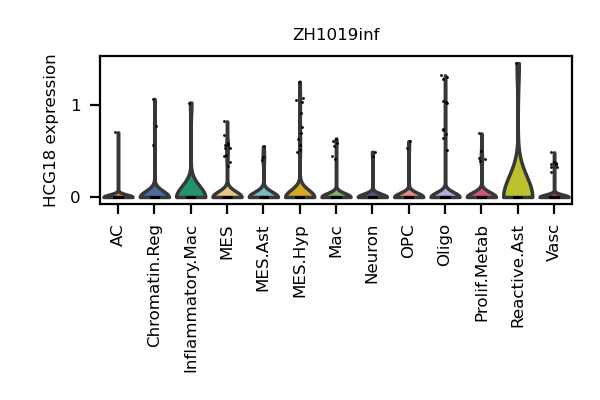 ZH1019inf
HCG18 expression
1
0
AC
Chromatin.Reg
Inflammatory.Mac
MES
MES.Ast
MES.Hyp
Mac
Neuron
OPC
Oligo
Prolif.Metab
Reactive.Ast
Vasc